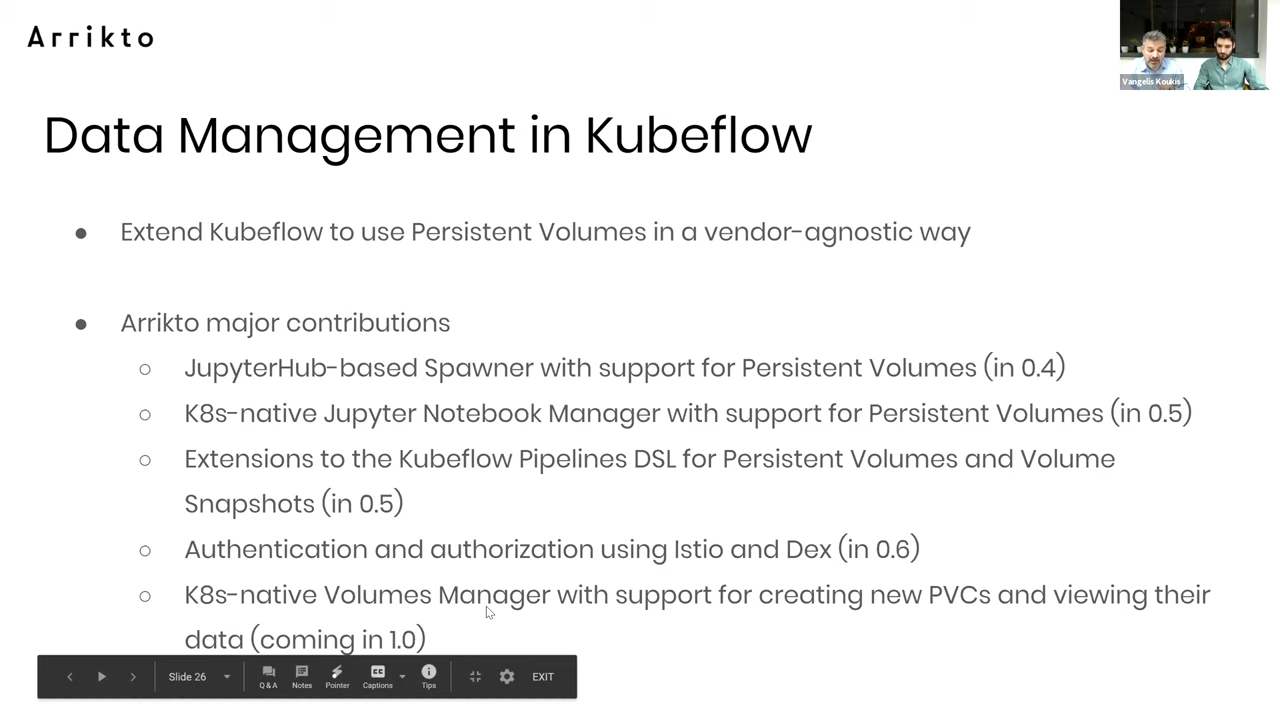 Arrikto
Vangelis Koukis
Data Management in Kubeflow
● Extend Kubeflow to use Persistent Volumes in a vendor-agnostic way
● Arrikto major contributions
○ JupyterHub-based Spawner with support for Persistent Volumes (in 0.4)
○ K8s-native Jupyter Notebook Manager with support for Persistent Volumes (in 0.5)
○ Extensions to the Kubeflow Pipelines DSL for Persistent Volumes and Volume
Snapshots (in 0.5)
○ Authentication and authorization using Istio and Dex (in 0.6)
○ K8s-native Volumes Manager with support for creating new PVCs and viewing their
data (coming in 1.0)
Slide 26 Q & A Notes Pointer CC Captions Tips EXIT